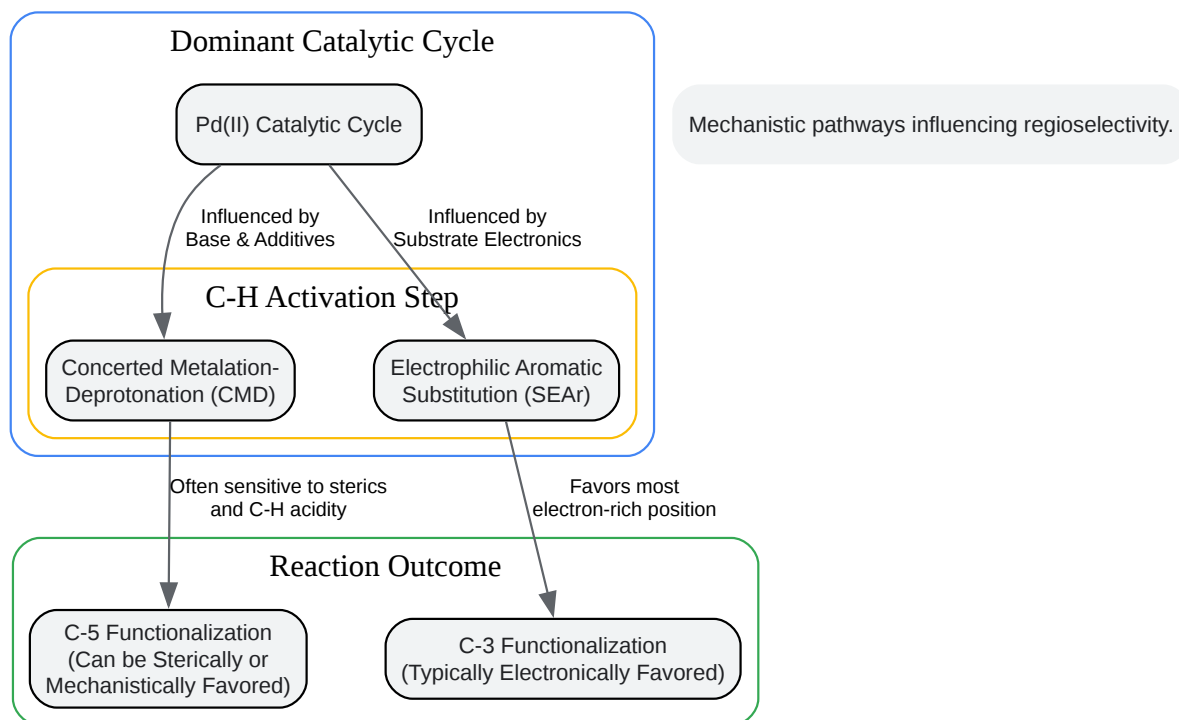 Dominant Catalytic Cycle
Pd(II) Catalytic Cycle
Mechanistic pathways influencing regioselectivity.
Influenced by
Base & Additives
Influenced by
Substrate Electronics
C-H Activation Step
Concerted Metalation-
Deprotonation (CMD)
Electrophilic Aromatic
Substitution (SEAr)
Often sensitive to sterics
and C-H acidity
Favors most
electron-rich position
Reaction Outcome
C-5 Functionalization
(Can be Sterically or
Mechanistically Favored)
C-3 Functionalization
(Typically Electronically Favored)